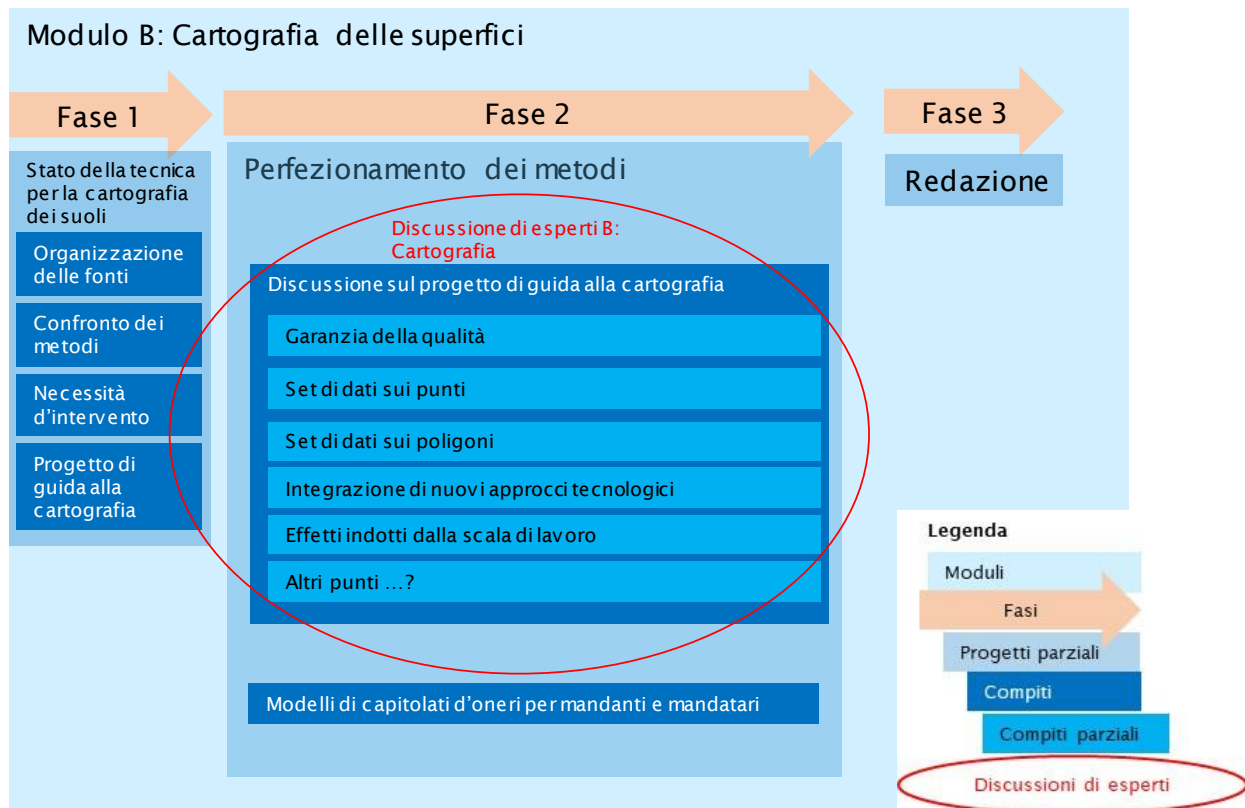 Modulo B: Cartografia delle superfici
Fase 1
Fase 2
Fase 3
Stato della tecnica
per la cartografia
dei suoli
Organizzazione
delle fonti
Confronto dei
metodi
Necessità
d'intervento
Progetto di
guida alla
cartografia
Perfezionamento dei metodi
Discussione di esperti B:
Cartografia
Discussione sul progetto di guida alla cartografia
Garanzia della qualità
Set di dati sui punti
Set di dati sui poligoni
Integrazione di nuovi approcci tecnologici
Effetti indotti dalla scala di lavoro
Altri punti ...?
Modelli di capitolati d'oneri per mandanti e mandatari
Redazione
Legenda
Moduli
Fasi
Progetti parziali
Compiti
Compiti parziali
Discussioni di esperti